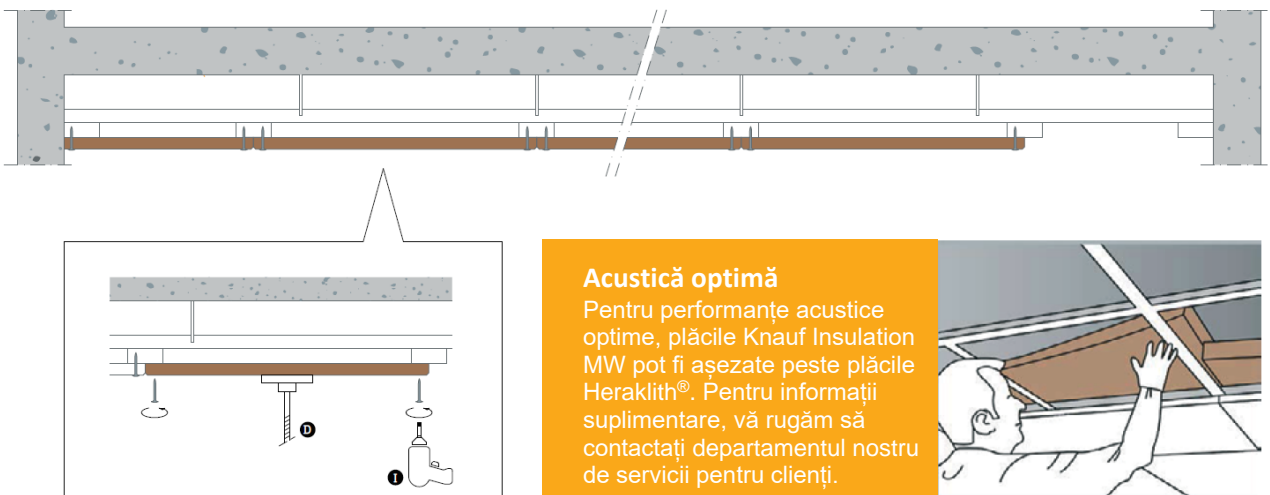 Acustică optimă
Pentru performanțe acustice
optime, plăcile Knauf Insulation
MW pot fi așezate peste plăcile
Heraklith®. Pentru informații
suplimentare, vă rugăm să
contactați departamentul nostru
de servicii pentru clienți.
D
I